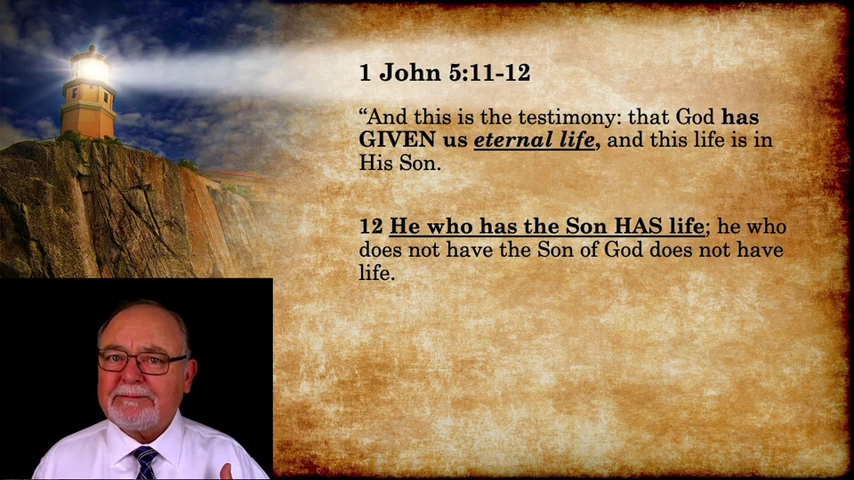 1 John 5:11-12
“And this is the testimony: that God has
GIVEN us eternal life, and this life is in
His Son.
12 He who has the Son HAS life; he who
does not have the Son of God does not have
life.